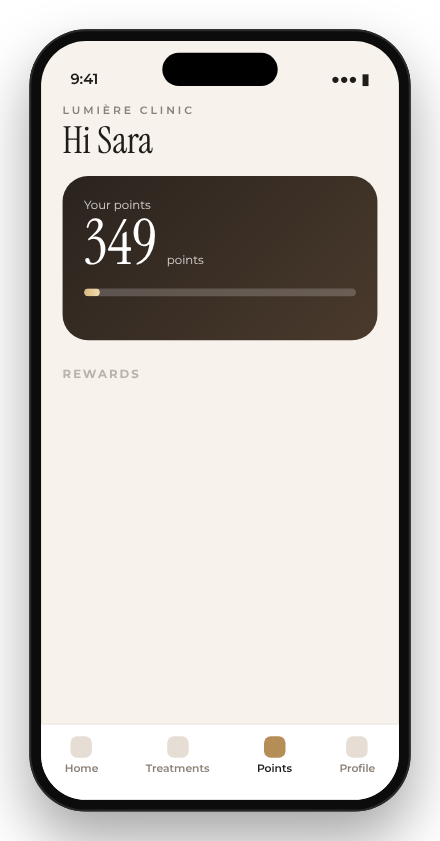 9:41
LUMIÈRE CLINIC
Hi Sara
Your points
349 points
REWARDS
Home Treatments Points Profile